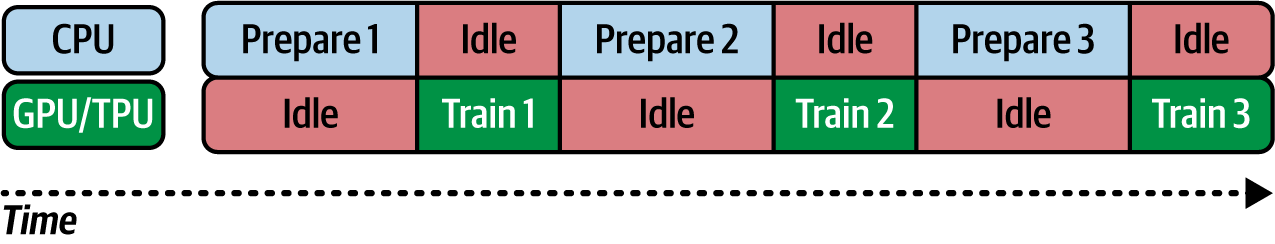 CPU Prepare 1 Idle Prepare 2 Idle Prepare 3 Idle
GPU/TPU Idle Train 1 Idle Train 2 Idle Train 3
Time